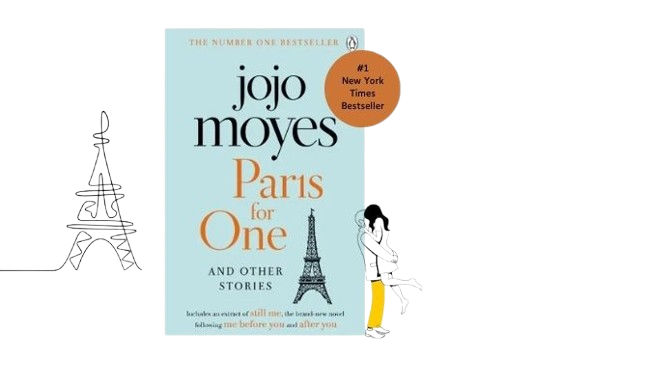 THE NUMBER ONE BESTSELLER
#1
New York
Times
Bestseller
jojo
moyes
Paris
for
One
AND OTHER
STORIES
Includes an extract of still me, the brand-new novel
following me before you and after you